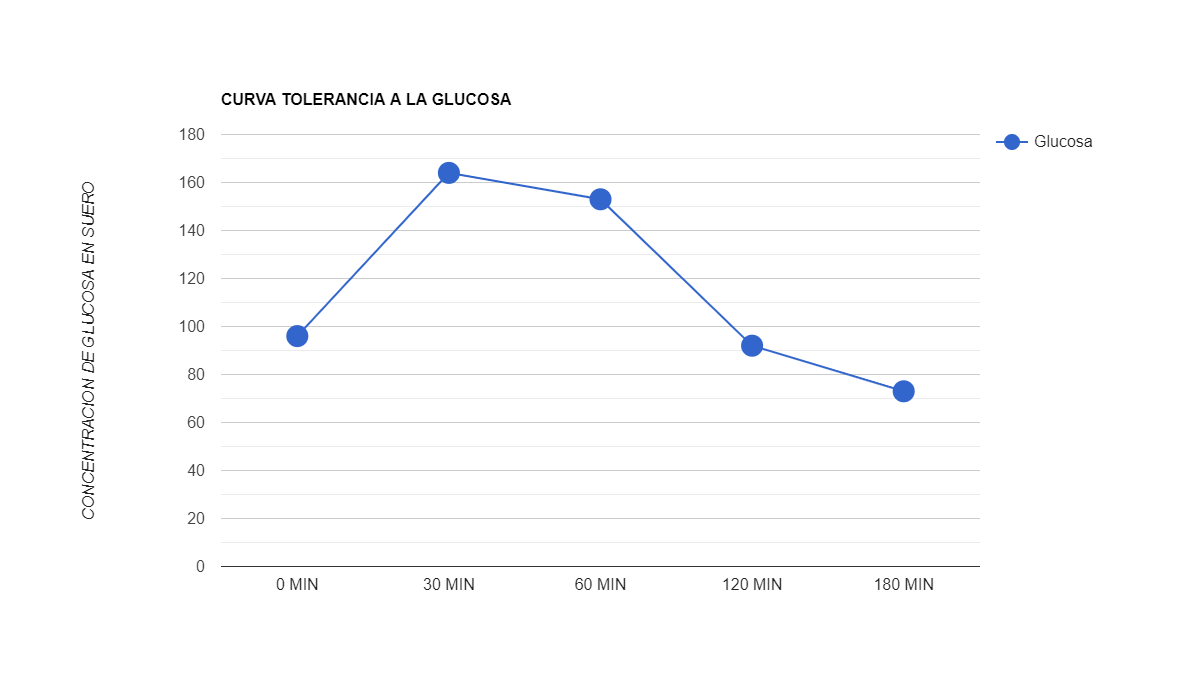 CURVA TOLERANCIA A LA GLUCOSA
CONCENTRACION DE GLUCOSA EN SUERO
180
160
140
120
100
80
60
40
20
0
0 MIN
30 MIN
60 MIN
120 MIN
180 MIN
Glucosa